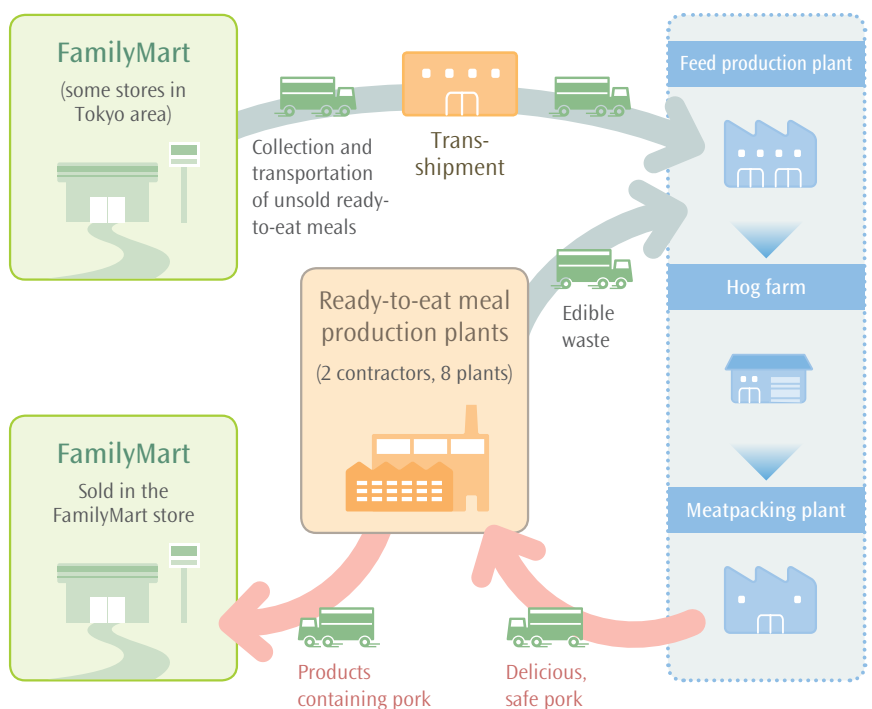 FamilyMart
(some stores in
Tokyo area)
Collection and
transportation
of unsold ready-
to-eat meals
Trans-
shipment
Feed production plant
Ready-to-eat meal
production plants
(2 contractors, 8 plants)
Edible
waste
Hog farm
Meatpacking plant
Delicious,
safe pork
Products
containing pork
FamilyMart
Sold in the
FamilyMart store